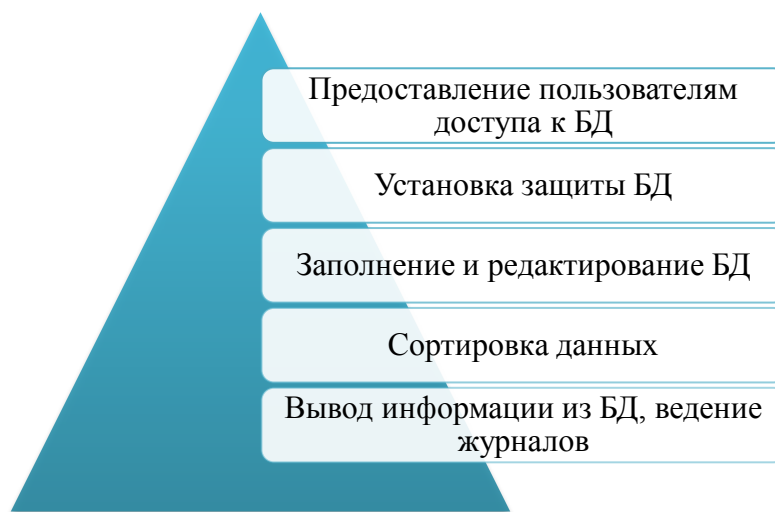 Предоставление пользователям
доступа к БД
Установка защиты БД
Заполнение и редактирование БД
Сортировка данных
Вывод информации из БД, ведение
журналов